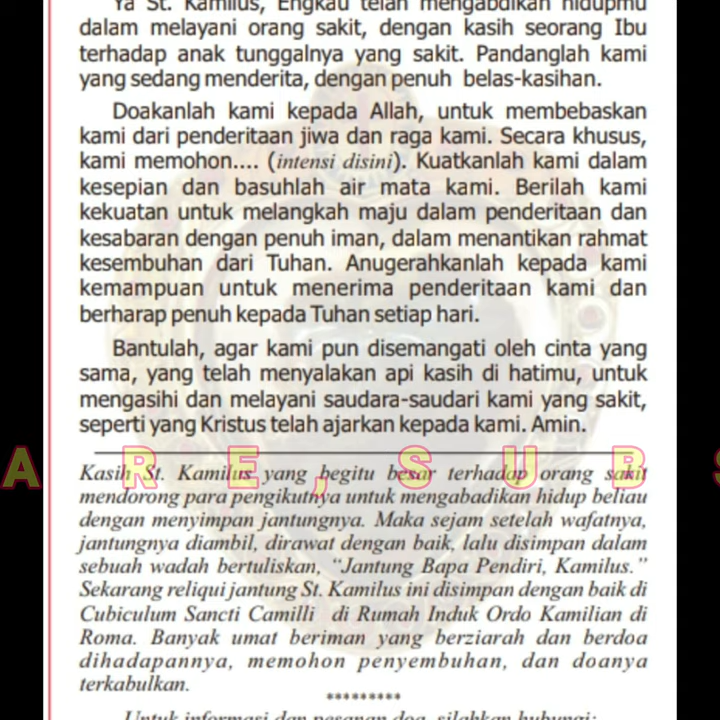 Ya St. Kamilus, Engkau telah mengabdikan hidupmu
dalam melayani orang sakit, dengan kasih seorang Ibu
terhadap anak tunggalnya yang sakit. Pandanglah kami
yang sedang menderita, dengan penuh belas-kasihan.
Doakanlah kami kepada Allah, untuk membebaskan
kami dari penderitaan jiwa dan raga kami. Secara khusus,
kami memohon.... (intensi disini). Kuatkanlah kami dalam
kesepian dan basuhlah air mata kami. Berilah kami
kekuatan untuk melangkah maju dalam penderitaan dan
kesabaran dengan penuh iman, dalam menantikan rahmat
kesembuhan dari Tuhan. Anugerahkanlah kepada kami
kemampuan untuk menerima penderitaan kami dan
berharap penuh kepada Tuhan setiap hari.
Bantulah, agar kami pun disemangati oleh cinta yang
sama, yang telah menyalakan api kasih di hatimu, untuk
mengasihi dan melayani saudara-saudari kami yang sakit,
seperti yang Kristus telah ajarkan kepada kami. Amin.
A R E , S U B S
Kasih St. Kamilus yang begitu besar terhadap orang sakit
mendorong para pengikutnya untuk mengabadikan hidup beliau
dengan menyimpan jantungnya. Maka sejam setelah wafatnya,
jantungnya diambil, dirawat dengan baik, lalu disimpan dalam
sebuah wadah bertuliskan, “Jantung Bapa Pendiri, Kamilus.”
Sekarang reliqui jantung St. Kamilus ini disimpan dengan baik di
Cubiculum Sancti Camilli di Rumah Induk Ordo Kamilian di
Roma. Banyak umat beriman yang berziarah dan berdoa
dihadapannya, memohon penyembuhan, dan doanya
terkabulkan.
*********
Untuk informasi dan pesanan doa, silahkan hubungi: